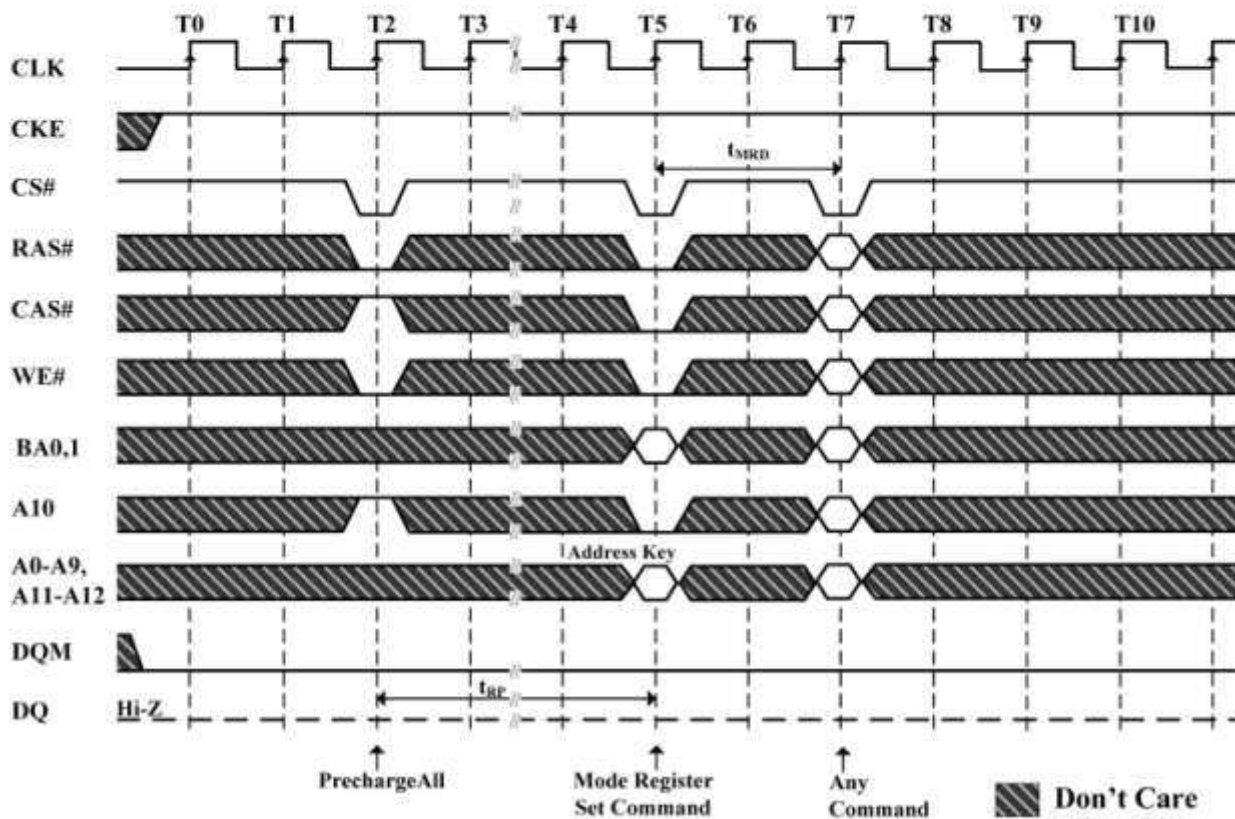 T0 T1 T2 T3 T4 T5 T6 T7 T8 T9 T10
CLK
CKE
tMRD
CS#
RAS#
CAS#
WE#
BA0,1
A10
Address Key
A0-A9,
A11-A12
DQM
tRP
DQ Hi-Z
PrechargeAll
Mode Register
Set Command
Any
Command
Don't Care